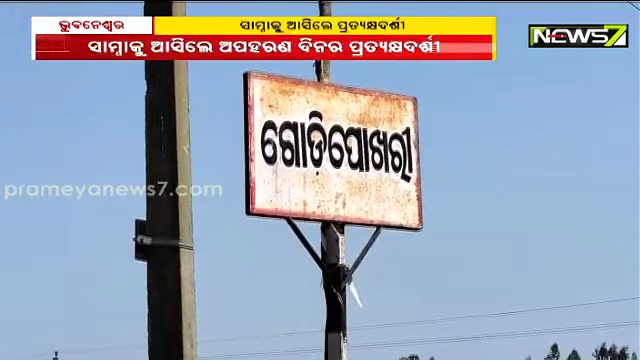 ଭୁବନେଶ୍ୱର
ସାମ୍ନାକୁ ଆସିଲେ ପ୍ରତ୍ୟକ୍ଷଦର୍ଶୀ
ସାମ୍ନାକୁ ଆସିଲେ ଅପହରଣ ଦିନର ପ୍ରତ୍ୟକ୍ଷଦର୍ଶୀ
NEWS7
ଗୋଡ଼ିପୋଖରୀ
prameyanews7.com